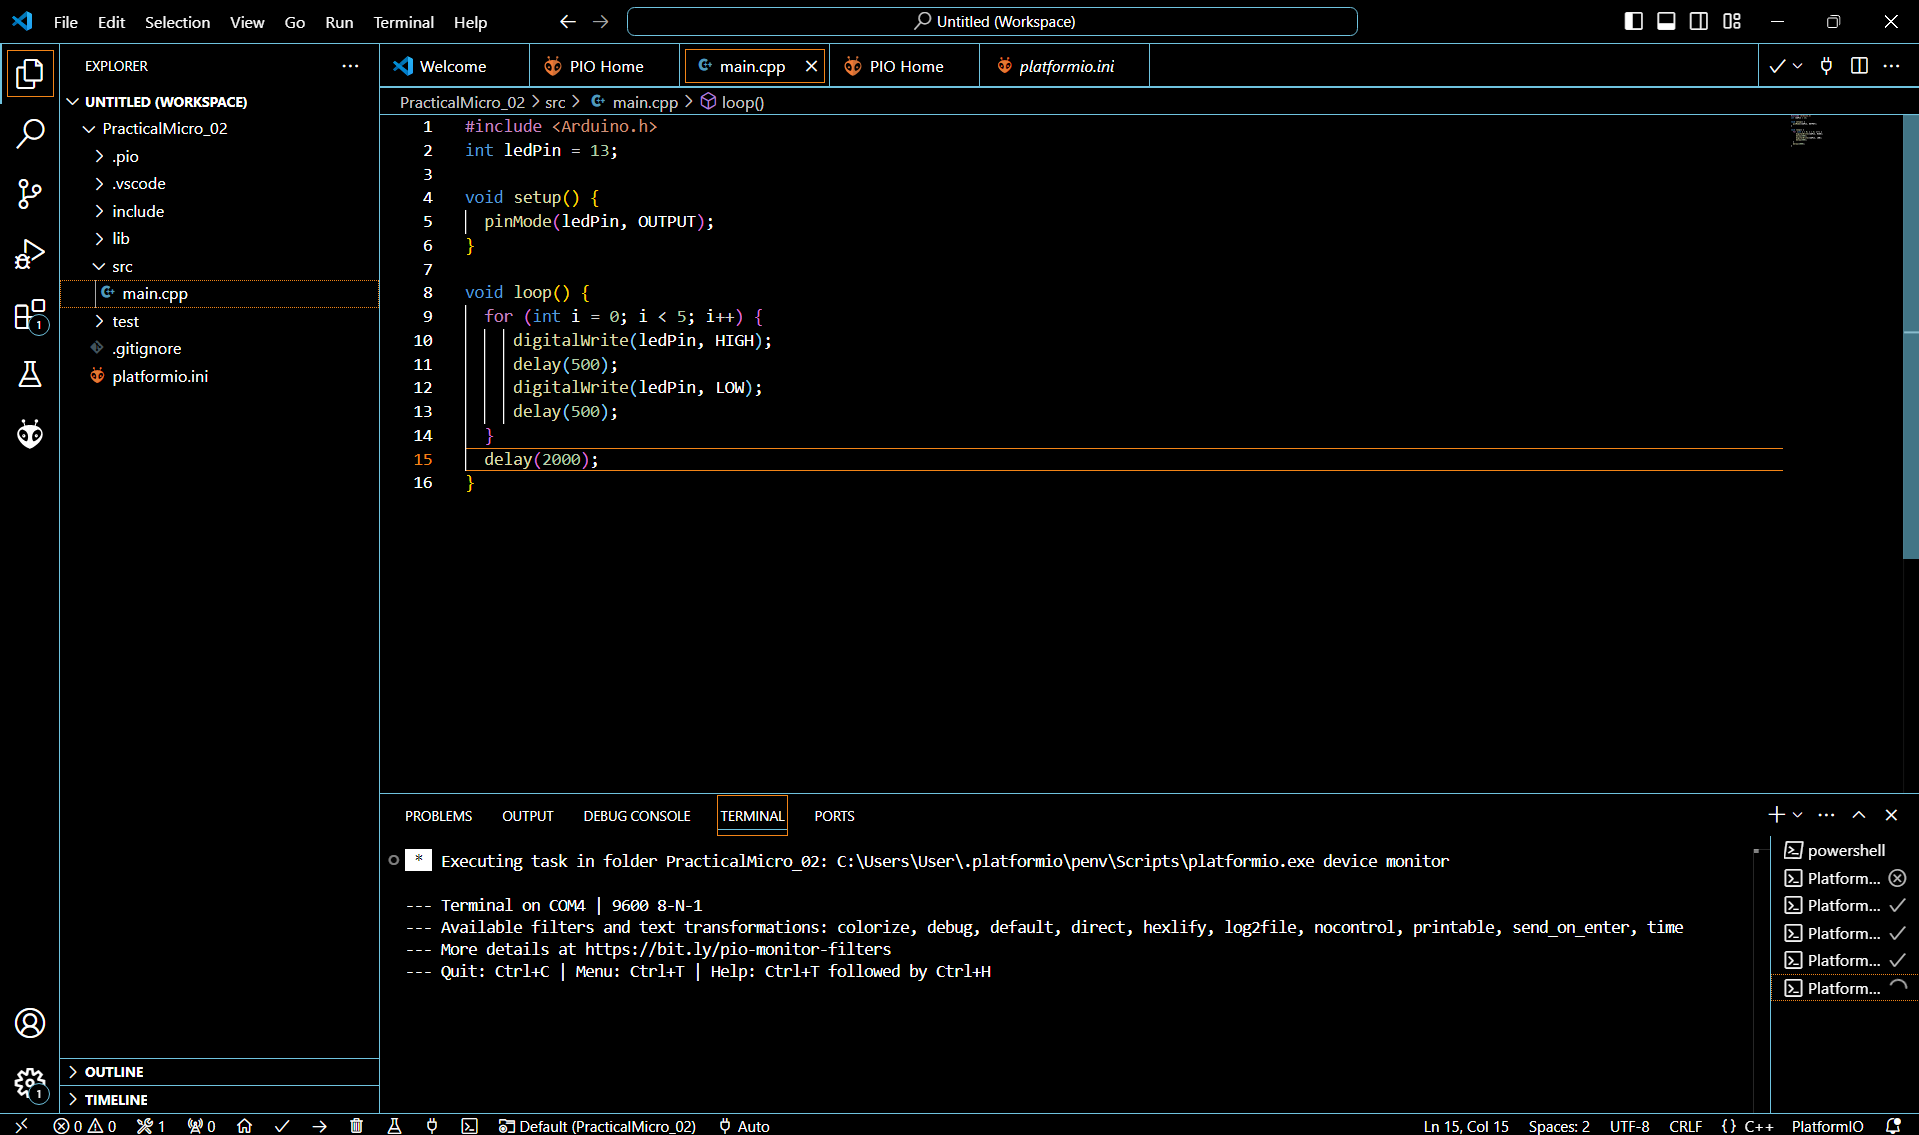 File Edit Selection View Go Run Terminal Help
Untitled (Workspace)
EXPLORER
UNTITLED (WORKSPACE)
PracticalMicro_02
.pio
.vscode
include
lib
src
main.cpp
test
.gitignore
platformio.ini
OUTLINE
TIMELINE
1
1
Welcome
PIO Home
main.cpp
PIO Home
platformio.ini
PracticalMicro_02 > src > main.cpp > loop()
1 #include <Arduino.h>
2 int ledPin = 13;
3
4 void setup() {
5 pinMode(ledPin, OUTPUT);
6 }
7
8 void loop() {
9 for (int i = 0; i < 5; i++) {
10 digitalWrite(ledPin, HIGH);
11 delay(500);
12 digitalWrite(ledPin, LOW);
13 delay(500);
14 }
15 delay(2000);
16 }
PROBLEMS OUTPUT DEBUG CONSOLE TERMINAL PORTS
* Executing task in folder PracticalMicro_02: C:\Users\User\.platformio\penv\Scripts\platformio.exe device monitor
--- Terminal on COM4 | 9600 8-N-1
--- Available filters and text transformations: colorize, debug, default, direct, hexlify, log2file, nocontrol, printable, send_on_enter, time
--- More details at https://bit.ly/pio-monitor-filters
--- Quit: Ctrl+C | Menu: Ctrl+T | Help: Ctrl+T followed by Ctrl+H
powershell
Platform...
Platform...
Platform...
Platform...
Platform...
0 0 1 0 Default (PracticalMicro_02) Auto
Ln 15, Col 15 Spaces: 2 UTF-8 CRLF {} C++ PlatformIO